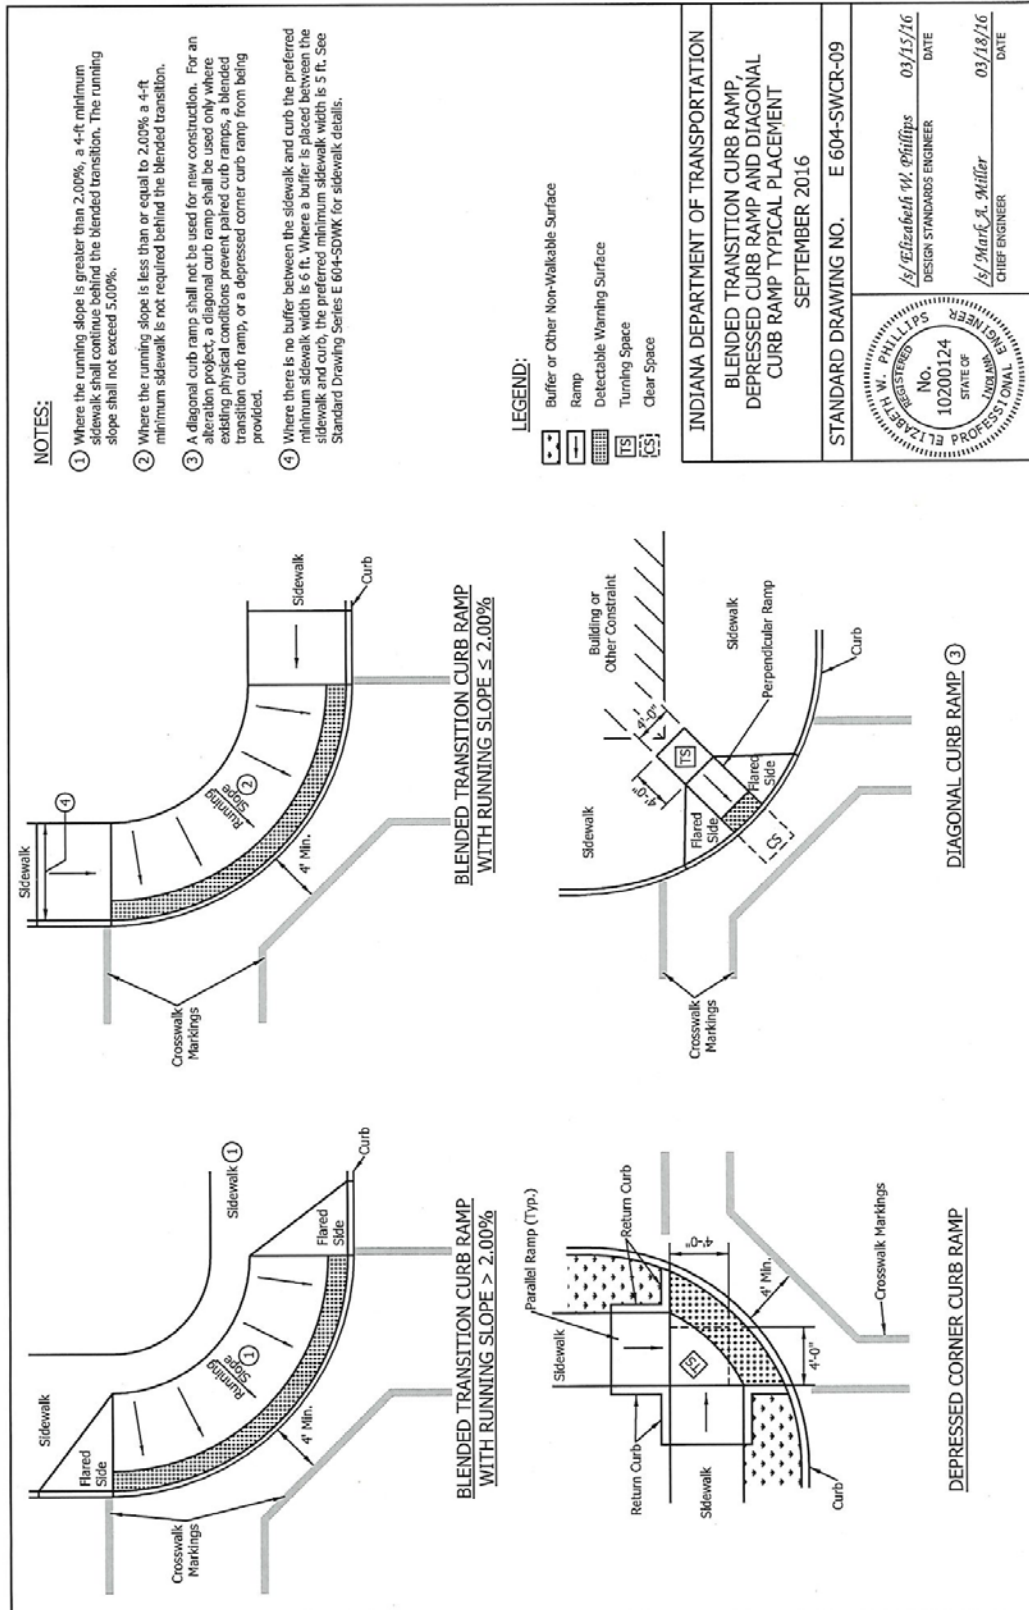 Sidewalk
Flared
Side
Running
Slope
①
Sidewalk ①
Flared
Side
4' Min.
Curb
Crosswalk
Markings
BLENDED TRANSITION CURB RAMP
WITH RUNNING SLOPE > 2.00%
Sidewalk
④
Running
Slope
②
Sidewalk
4' Min.
Curb
Crosswalk
Markings
BLENDED TRANSITION CURB RAMP
WITH RUNNING SLOPE ≤ 2.00%
Parallel Ramp (Typ.)
Sidewalk
Return Curb
Return Curb
TS
4'-0"
4'-0"
4' Min.
Sidewalk
Curb
Crosswalk Markings
DEPRESSED CORNER CURB RAMP
Building or
Other Constraint
Sidewalk
4'-0"
4'-0"
TS
Sidewalk
Flared
Side
Flared
Side
Perpendicular Ramp
CS
Curb
Crosswalk
Markings
DIAGONAL CURB RAMP ③
NOTES:
① Where the running slope is greater than 2.00%, a 4-ft minimum
sidewalk shall continue behind the blended transition. The running
slope shall not exceed 5.00%.
② Where the running slope is less than or equal to 2.00% a 4-ft
minimum sidewalk is not required behind the blended transition.
③ A diagonal curb ramp shall not be used for new construction. For an
alteration project, a diagonal curb ramp shall be used only where
existing physical conditions prevent paired curb ramps, a blended
transition curb ramp, or a depressed corner curb ramp from being
provided.
④ Where there is no buffer between the sidewalk and curb the preferred
minimum sidewalk width is 6 ft. Where a buffer is placed between the
sidewalk and curb, the preferred minimum sidewalk width is 5 ft. See
Standard Drawing Series E 604-SDWK for sidewalk details.
LEGEND:
Buffer or Other Non-Walkable Surface
Ramp
Detectable Warning Surface
TS Turning Space
CS Clear Space
INDIANA DEPARTMENT OF TRANSPORTATION
BLENDED TRANSITION CURB RAMP,
DEPRESSED CURB RAMP AND DIAGONAL
CURB RAMP TYPICAL PLACEMENT
SEPTEMBER 2016
STANDARD DRAWING NO. E 604-SWCR-09
ELIZABETH W. PHILLIPS
REGISTERED
No.
10200124
STATE OF
INDIANA
PROFESSIONAL ENGINEER
/s/ Elizabeth W. Phillips 03/15/16
DESIGN STANDARDS ENGINEER DATE
/s/ Mark A. Miller 03/18/16
CHIEF ENGINEER DATE